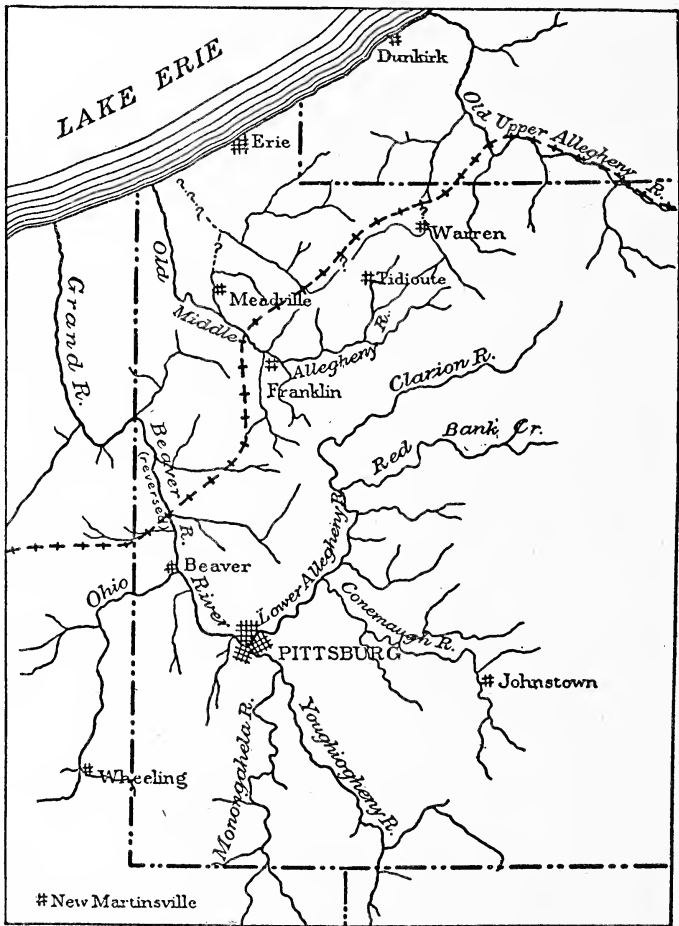 Dunkirk
LAKE ERIE
Old Upper Allegheny R.
Erie
Warren
Old
Middle
Allegheny R.
Tidioute
Meadville
Grand R.
Franklin
Clarion R.
Red Bank Cr.
Beaver R.
(reversed)
Lower Allegheny R.
Beaver
Ohio River
Conemaugh R.
PITTSBURG
Johnstown
Monongahela R.
Youghiogheny R.
Wheeling
New Martinsville